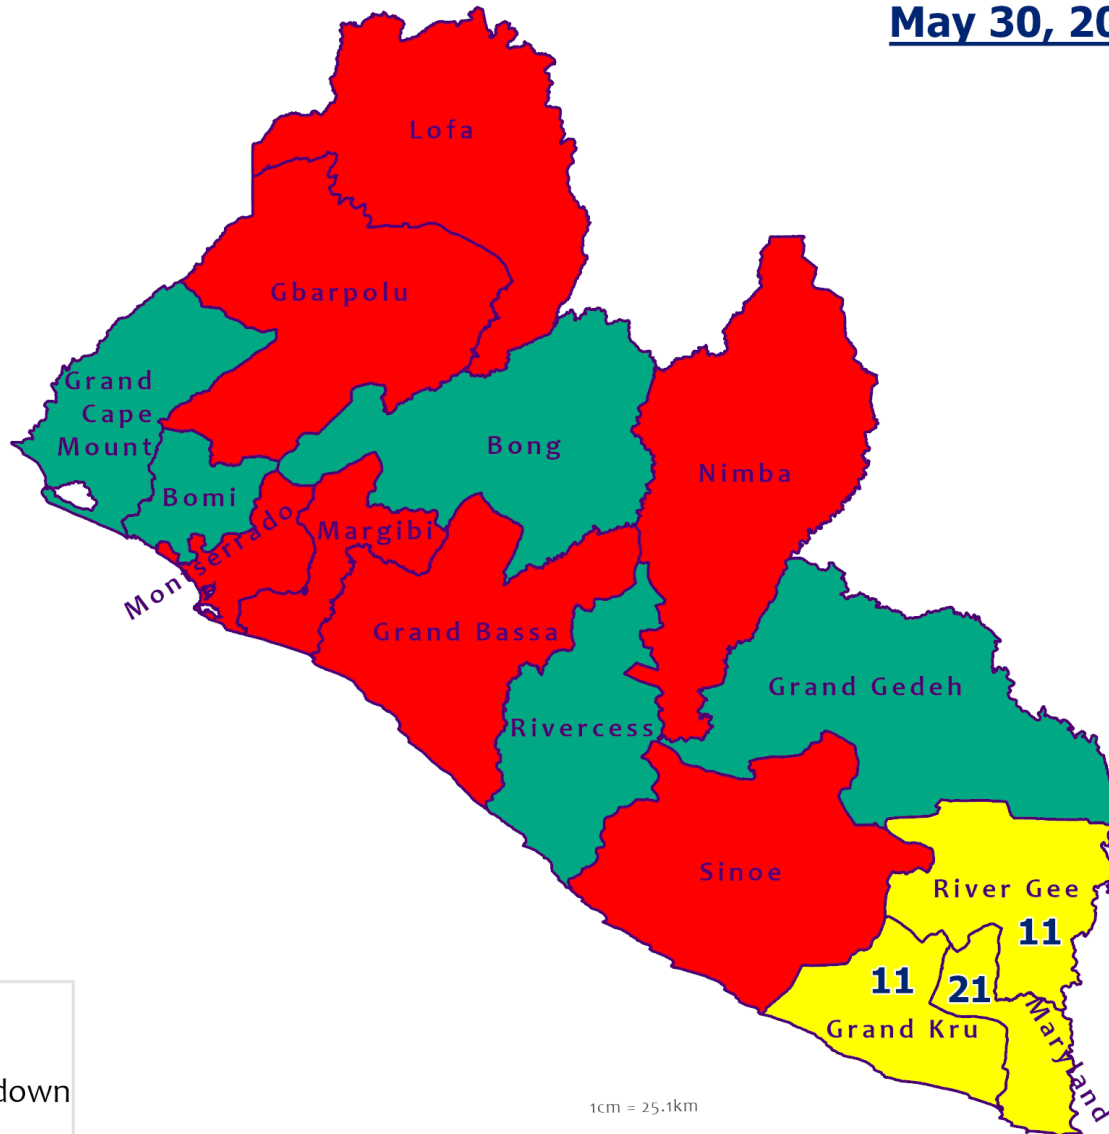 May 30, 20
Lofa
Gbarpolu
Grand
Cape
Mount
Bong
Nimba
Bomi
Montserrado
Margibi
Grand Bassa
Grand Gedeh
Rivercess
Sinoe
River Gee
11
11
21
Grand Kru
Maryland
down
1cm = 25.1km